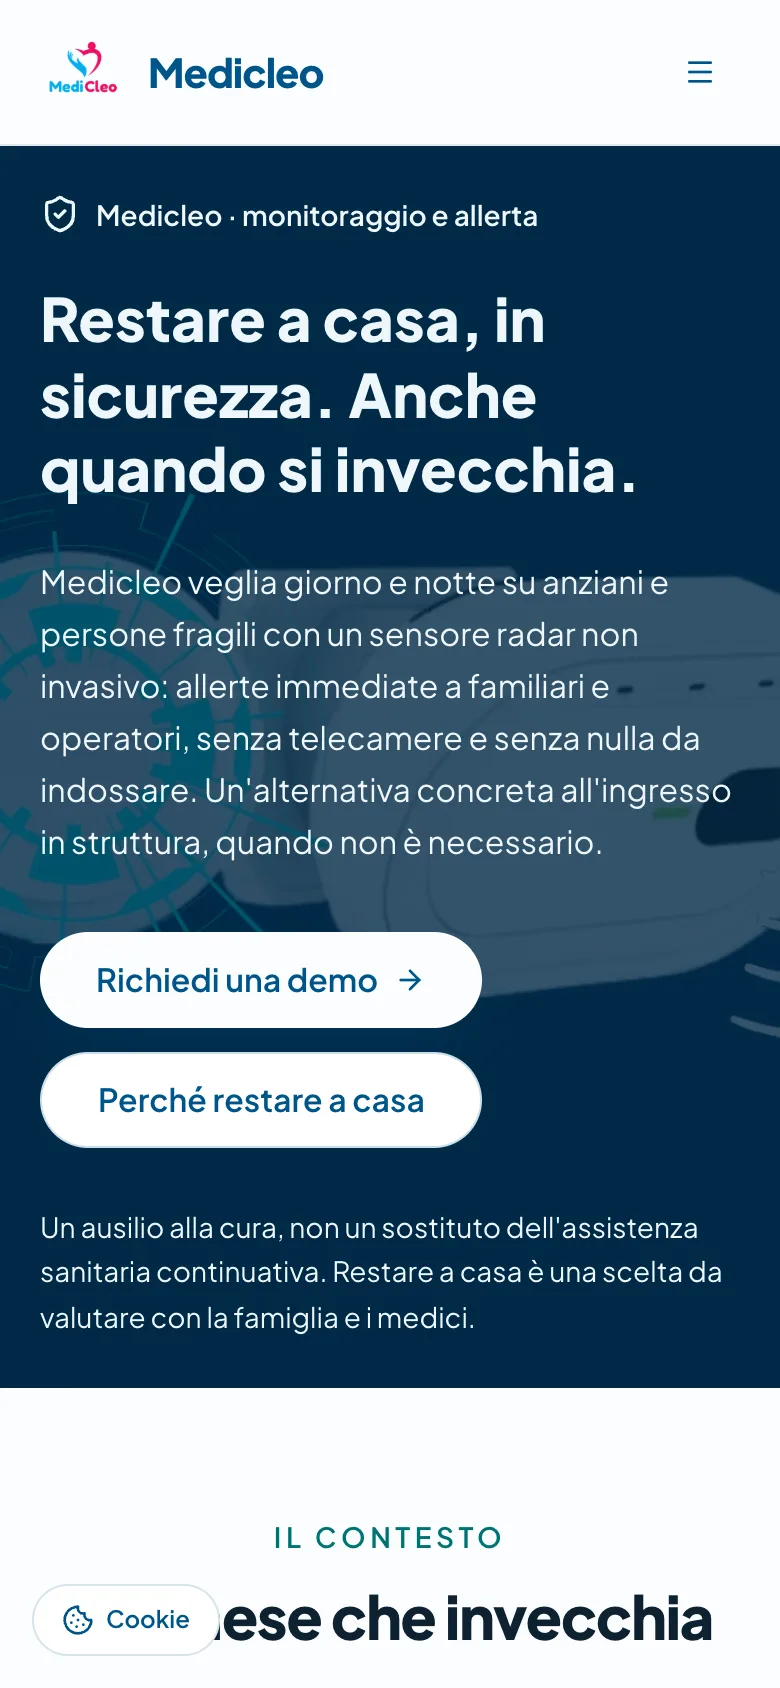 MediCleo
Medicleo
Medicleo · monitoraggio e allerta
Restare a casa, in
sicurezza. Anche
quando si invecchia.
Medicleo veglia giorno e notte su anziani e
persone fragili con un sensore radar non
invasivo: allerte immediate a familiari e
operatori, senza telecamere e senza nulla da
indossare. Un'alternativa concreta all'ingresso
in struttura, quando non è necessario.
Richiedi una demo
Perché restare a casa
Un ausilio alla cura, non un sostituto dell'assistenza
sanitaria continuativa. Restare a casa è una scelta da
valutare con la famiglia e i medici.
IL CONTESTO
che invecchia
Cookie